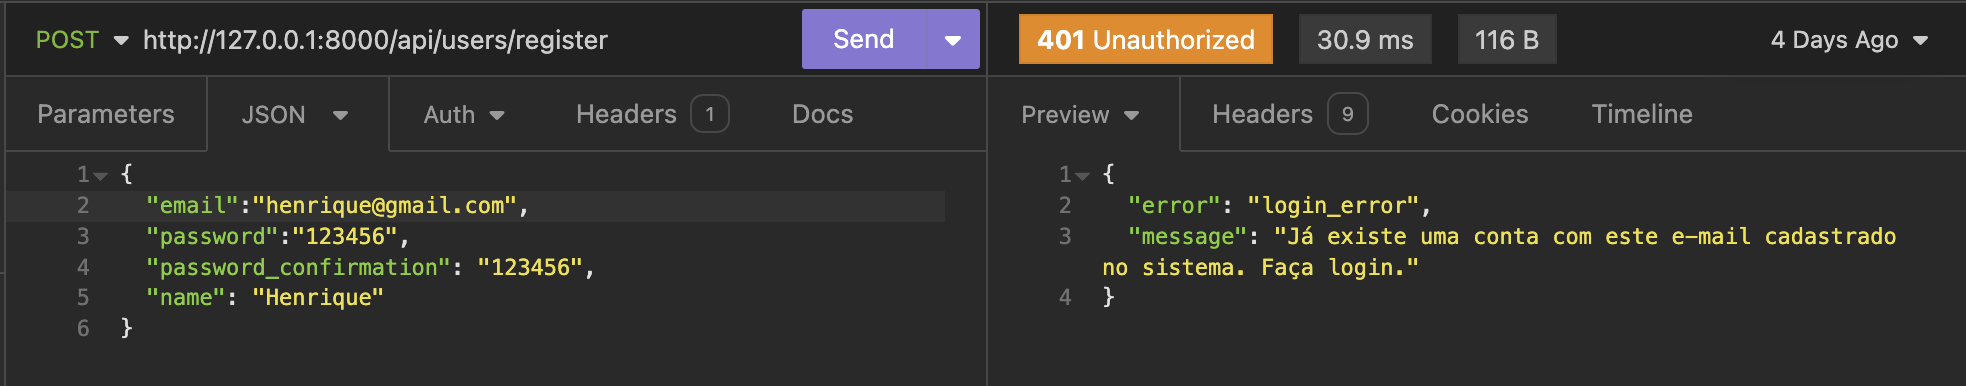 POST http://127.0.0.1:8000/api/users/register Send
401 Unauthorized 30.9 ms 116 B 4 Days Ago
Parameters JSON Auth Headers 1 Docs
Preview Headers 9 Cookies Timeline
1 {
2 "email":"henrique@gmail.com",
3 "password":"123456",
4 "password_confirmation": "123456",
5 "name": "Henrique"
6 }
1 {
2 "error": "login_error",
3 "message": "Já existe uma conta com este e-mail cadastrado
no sistema. Faça login."
4 }